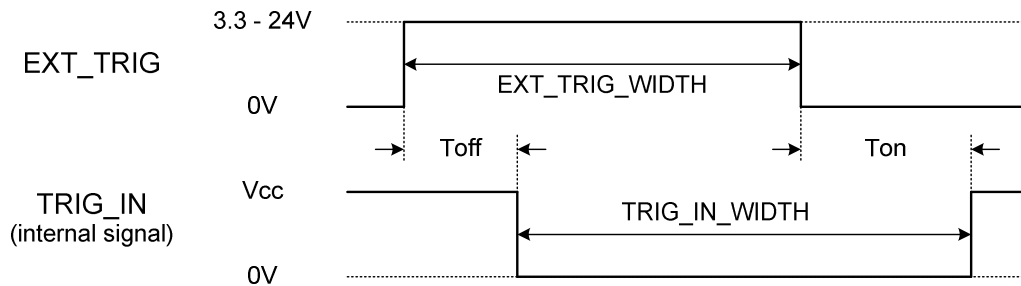 3.3 - 24V
EXT_TRIG
EXT_TRIG_WIDTH
0V
Toff
Ton
Vcc
TRIG_IN
(internal signal)
TRIG_IN_WIDTH
0V